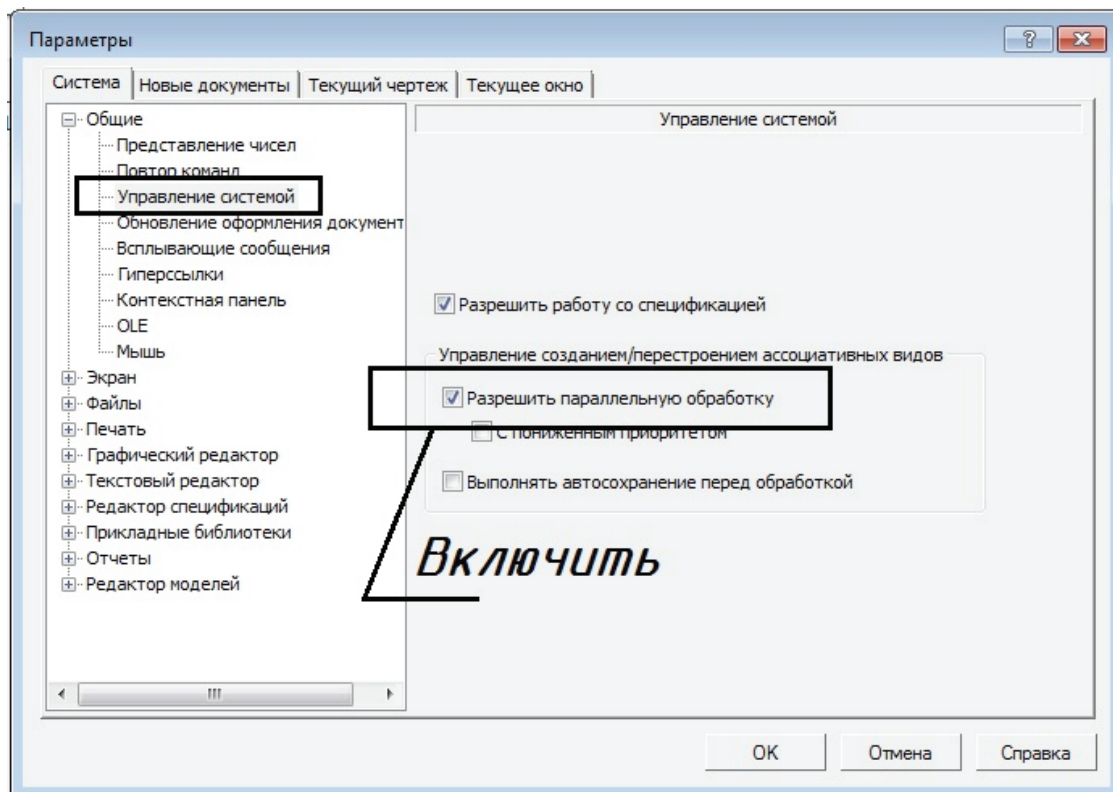 Параметры
Система
Новые документы
Текущий чертеж
Текущее окно
Общие
Представление чисел
Повтор команд
Управление системой
Обновление оформления документ
Всплывающие сообщения
Гиперссылки
Контекстная панель
OLE
Мышь
Экран
Файлы
Печать
Графический редактор
Текстовый редактор
Редактор спецификаций
Прикладные библиотеки
Отчеты
Редактор моделей
Управление системой
Разрешить работу со спецификацией
Управление созданием/перестроением ассоциативных видов
Разрешить параллельную обработку
С пониженным приоритетом
Выполнять автосохранение перед обработкой
Включить
OK
Отмена
Справка